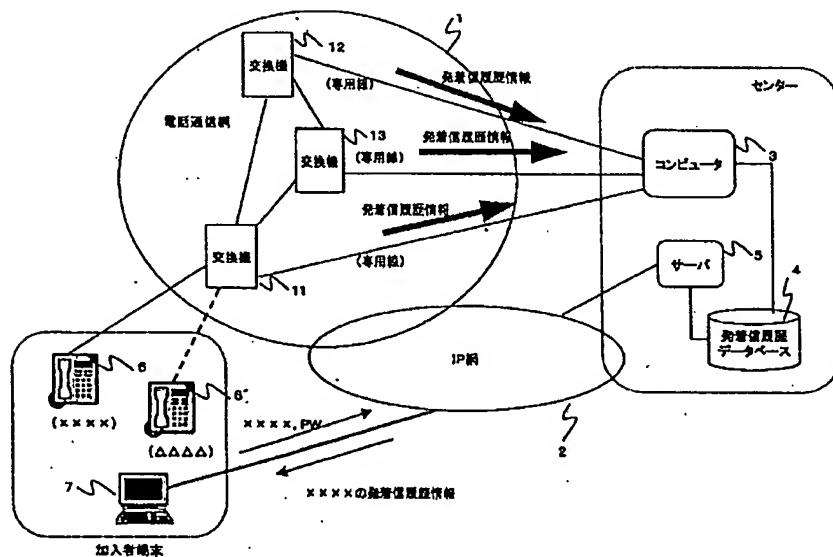 1
12
交換機
発着信履歴情報
(専用線)
センター
電話通信網
13
発着信履歴情報
交換機
(専用線)
コンピュータ
3
発着信履歴情報
交換機
(専用線)
11
5
サーバ
4
発着信履歴
データベース
IP網
6
6'
(××××)
××××, PW
(△△△△)
2
7
××××の発着信履歴情報
加入者端末